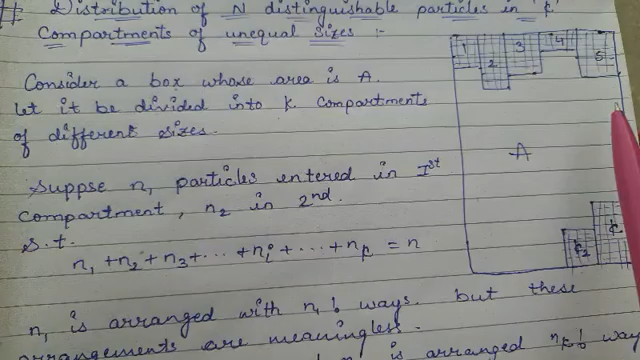 # Distribution of N distinguishable particles in 'k'
Compartments of unequal sizes :-
Consider a box whose area is A.
Let it be divided into K compartments
of different sizes.
Suppose n₁ particles entered in Iˢᵗ
compartment, n₂ in 2ⁿᵈ.
s.t.
n₁ + n₂ + n₃ + ... + nᵢ + ... + nₖ = n
n₁ is arranged with n₁! ways. but these
arrangements are meaningless.
is arranged nₖ! ways
1
2
3
4
5
A
k